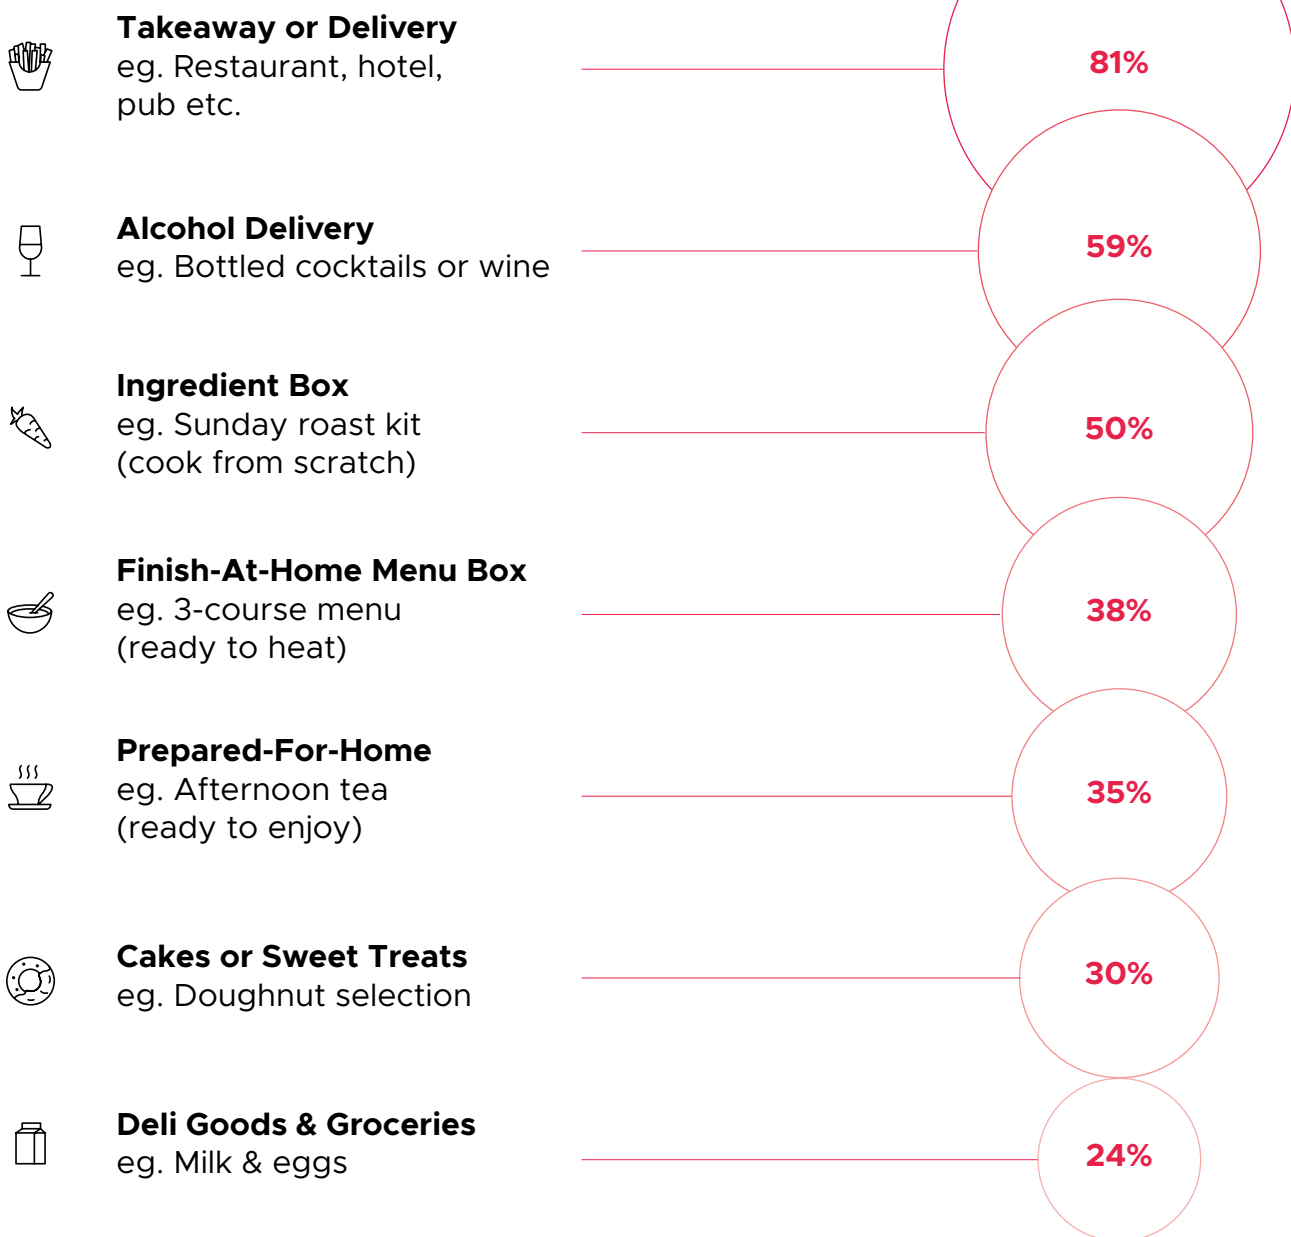 Takeaway or Delivery
eg. Restaurant, hotel,
pub etc.
81%
Alcohol Delivery
eg. Bottled cocktails or wine
59%
Ingredient Box
eg. Sunday roast kit
(cook from scratch)
50%
Finish-At-Home Menu Box
eg. 3-course menu
(ready to heat)
38%
Prepared-For-Home
eg. Afternoon tea
(ready to enjoy)
35%
Cakes or Sweet Treats
eg. Doughnut selection
30%
Deli Goods & Groceries
eg. Milk & eggs
24%